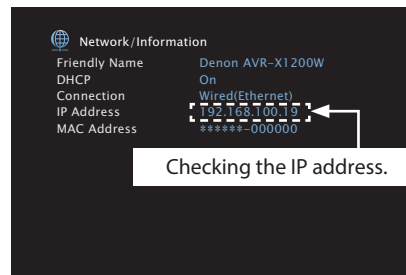 Network/Information
Friendly Name Denon AVR-X1200W
DHCP On
Connection Wired(Ethernet)
IP Address 192.168.100.19
MAC Address ******-000000
Checking the IP address.